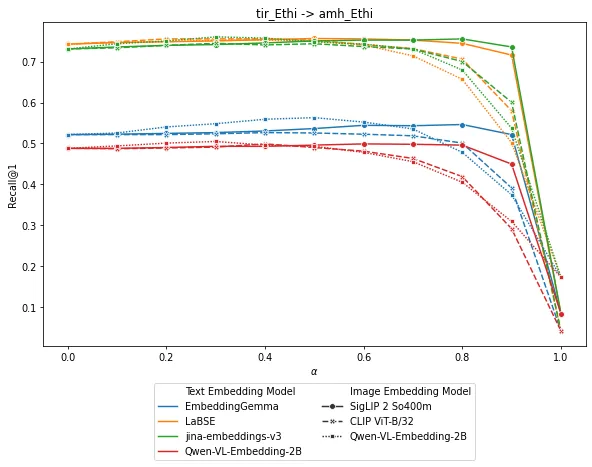 tir_Ethi -> amh_Ethi
Recall@1
0.7
0.6
0.5
0.4
0.3
0.2
0.1
0.0
0.2
0.4
0.6
0.8
1.0
α
Text Embedding Model
EmbeddingGemma
LaBSE
jina-embeddings-v3
Qwen-VL-Embedding-2B
Image Embedding Model
SigLIP 2 So400m
CLIP ViT-B/32
Qwen-VL-Embedding-2B